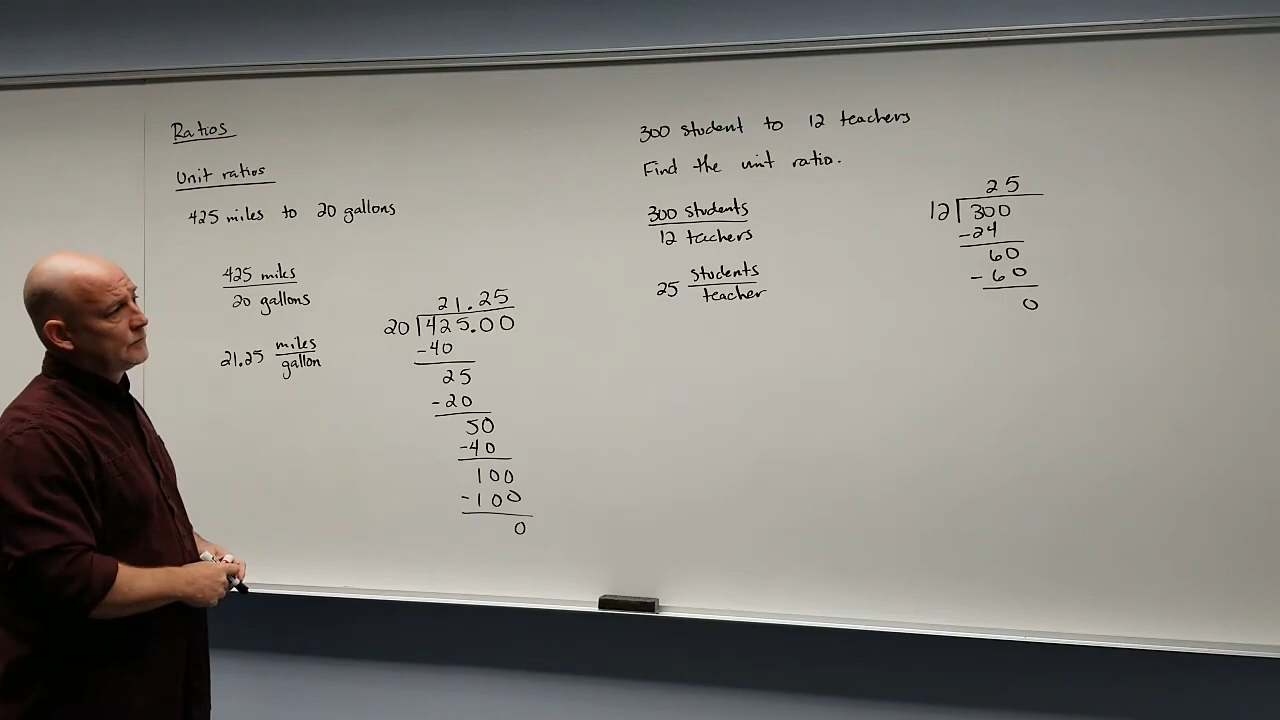 Ratios
Unit ratios
425 miles to 20 gallons
425 miles
20 gallons
21.25 miles
gallon
21.25
20 425.00
-40
25
-20
50
-40
100
-100
0
300 student to 12 teachers
Find the unit ratio.
300 students
12 teachers
25 students
teacher
25
12 300
-24
60
-60
0